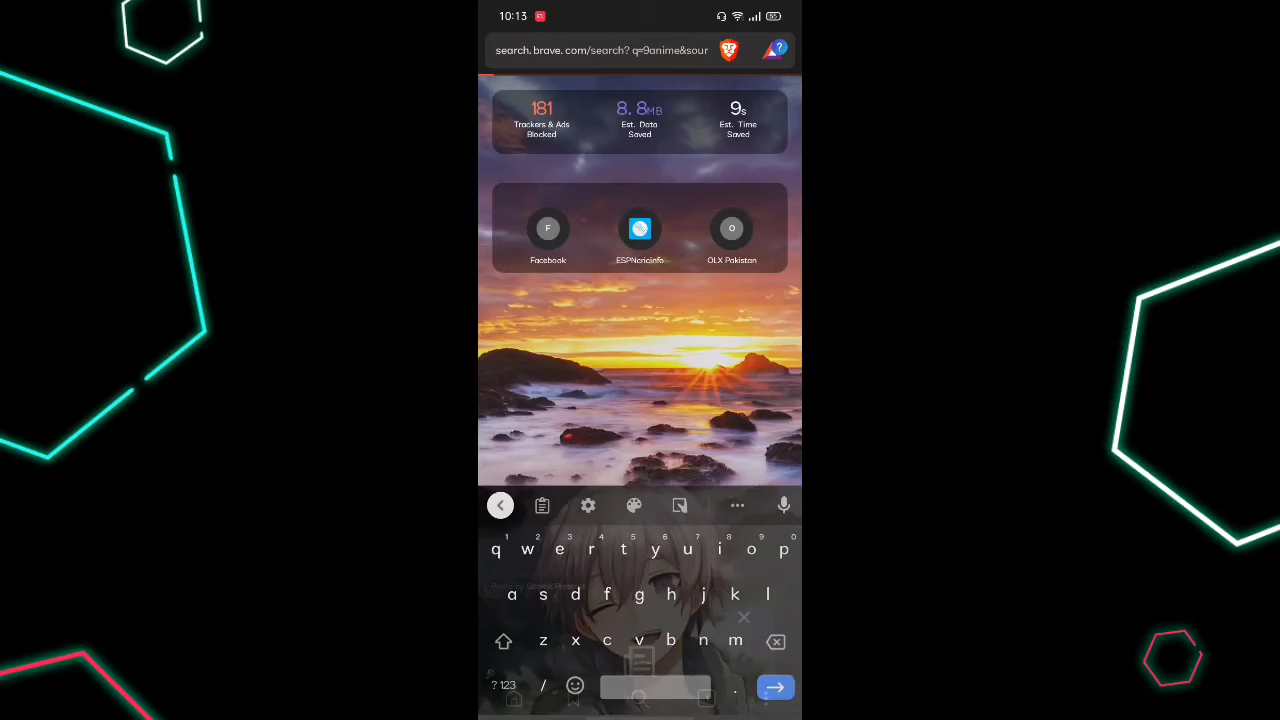 10:13
55
search.brave.com/search? q=9anime&sour
?
181
8.8MB
9s
Trackers & Ads
Blocked
Est. Data
Saved
Est. Time
Saved
F
O
Facebook
ESPNcricinfo
OLX Pakistan
1 2 3 4 5 6 7 8 9 0
q w e r t y u i o p
a s d f g h j k l
z x c v b n m
?123 / .